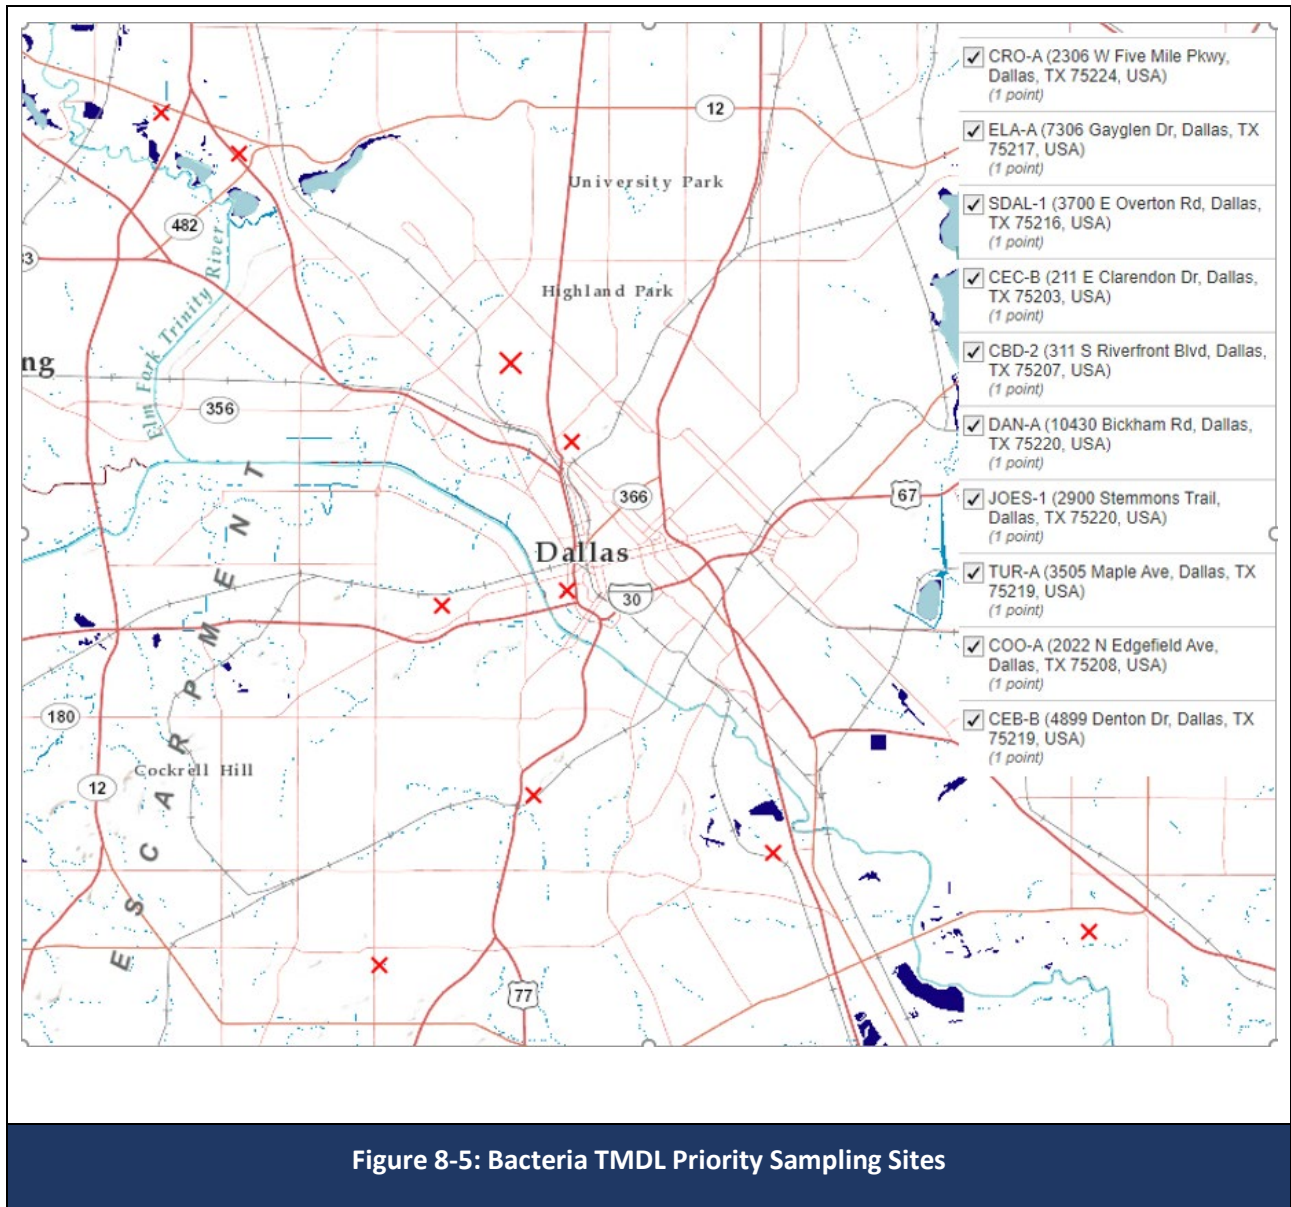 12
University Park
482
3
Elm Fork Trinity River
Highland Park
ng
356
366
67
Dallas
30
ESCARPMENT
180
Cockrell Hill
12
77
CRO-A (2306 W Five Mile Pkwy,
Dallas, TX 75224, USA)
(1 point)
ELA-A (7306 Gayglen Dr, Dallas, TX
75217, USA)
(1 point)
SDAL-1 (3700 E Overton Rd, Dallas,
TX 75216, USA)
(1 point)
CEC-B (211 E Clarendon Dr, Dallas,
TX 75203, USA)
(1 point)
CBD-2 (311 S Riverfront Blvd, Dallas,
TX 75207, USA)
(1 point)
DAN-A (10430 Bickham Rd, Dallas,
TX 75220, USA)
(1 point)
JOES-1 (2900 Stemmons Trail,
Dallas, TX 75220, USA)
(1 point)
TUR-A (3505 Maple Ave, Dallas, TX
75219, USA)
(1 point)
COO-A (2022 N Edgefield Ave,
Dallas, TX 75208, USA)
(1 point)
CEB-B (4899 Denton Dr, Dallas, TX
75219, USA)
(1 point)
Figure 8-5: Bacteria TMDL Priority Sampling Sites